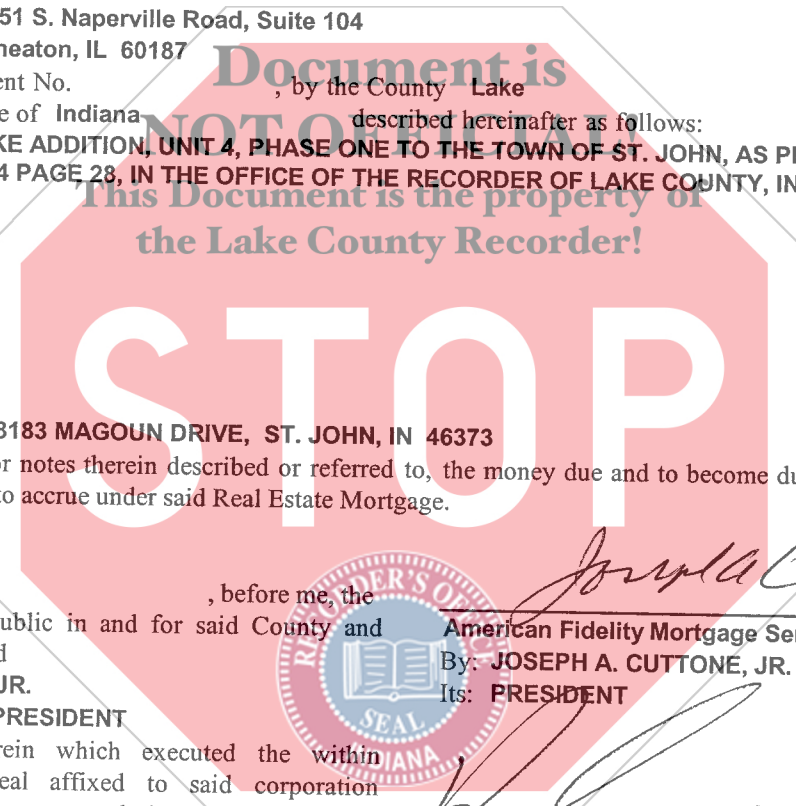 51 S. Naperville Road, Suite 104
heaton, IL 60187
Document is
ent No. , by the County Lake
e of Indiana described hereinafter as follows:
NOT OFFICIAL!
KE ADDITION, UNIT 4, PHASE ONE TO THE TOWN OF ST. JOHN, AS P
4 PAGE 28, IN THE OFFICE OF THE RECORDER OF LAKE COUNTY, IN
This Document is the property of
the Lake County Recorder!
STOP
8183 MAGOUN DRIVE, ST. JOHN, IN 46373
or notes therein described or referred to, the money due and to become du
to accrue under said Real Estate Mortgage.
Joseph A C
, before me, the
ublic in and for said County and
American Fidelity Mortgage Ser
d
By: JOSEPH A. CUTTONE, JR.
JR.
Its: PRESIDENT
PRESIDENT
RECORDER'S OFFICE
SEAL
INDIANA
rein which executed the within
eal affixed to said corporation